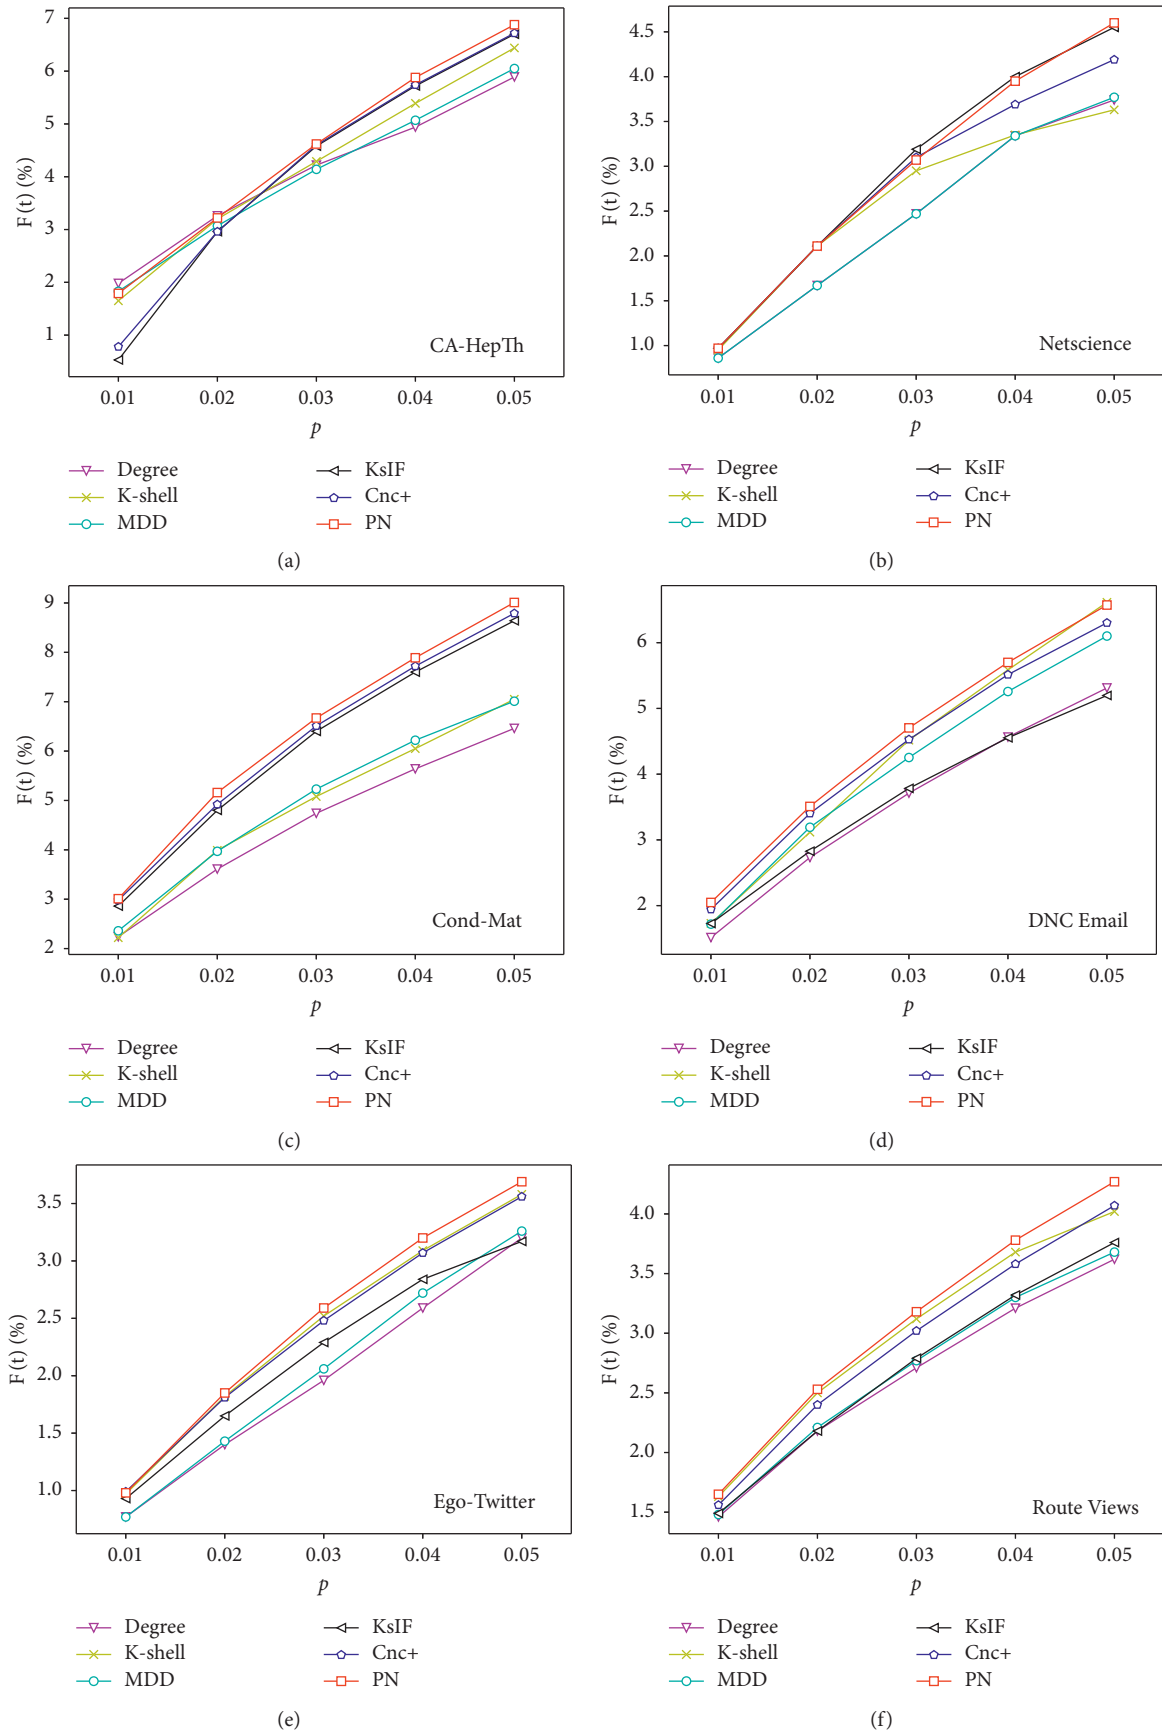 7
6
5
4
3
2
1
F(t) (%)
CA-HepTh
0.01 0.02 0.03 0.04 0.05
p
Degree KsIF
K-shell Cnc+
MDD PN
(a)
4.5
4.0
3.5
3.0
2.5
2.0
1.5
1.0
F(t) (%)
Netscience
0.01 0.02 0.03 0.04 0.05
p
Degree KsIF
K-shell Cnc+
MDD PN
(b)
9
8
7
6
5
4
3
2
F(t) (%)
Cond-Mat
0.01 0.02 0.03 0.04 0.05
p
Degree KsIF
K-shell Cnc+
MDD PN
(c)
6
5
4
3
2
F(t) (%)
DNC Email
0.01 0.02 0.03 0.04 0.05
p
Degree KsIF
K-shell Cnc+
MDD PN
(d)
3.5
3.0
2.5
2.0
1.5
1.0
F(t) (%)
Ego-Twitter
0.01 0.02 0.03 0.04 0.05
p
Degree KsIF
K-shell Cnc+
MDD PN
(e)
4.0
3.5
3.0
2.5
2.0
1.5
F(t) (%)
Route Views
0.01 0.02 0.03 0.04 0.05
p
Degree KsIF
K-shell Cnc+
MDD PN
(f)